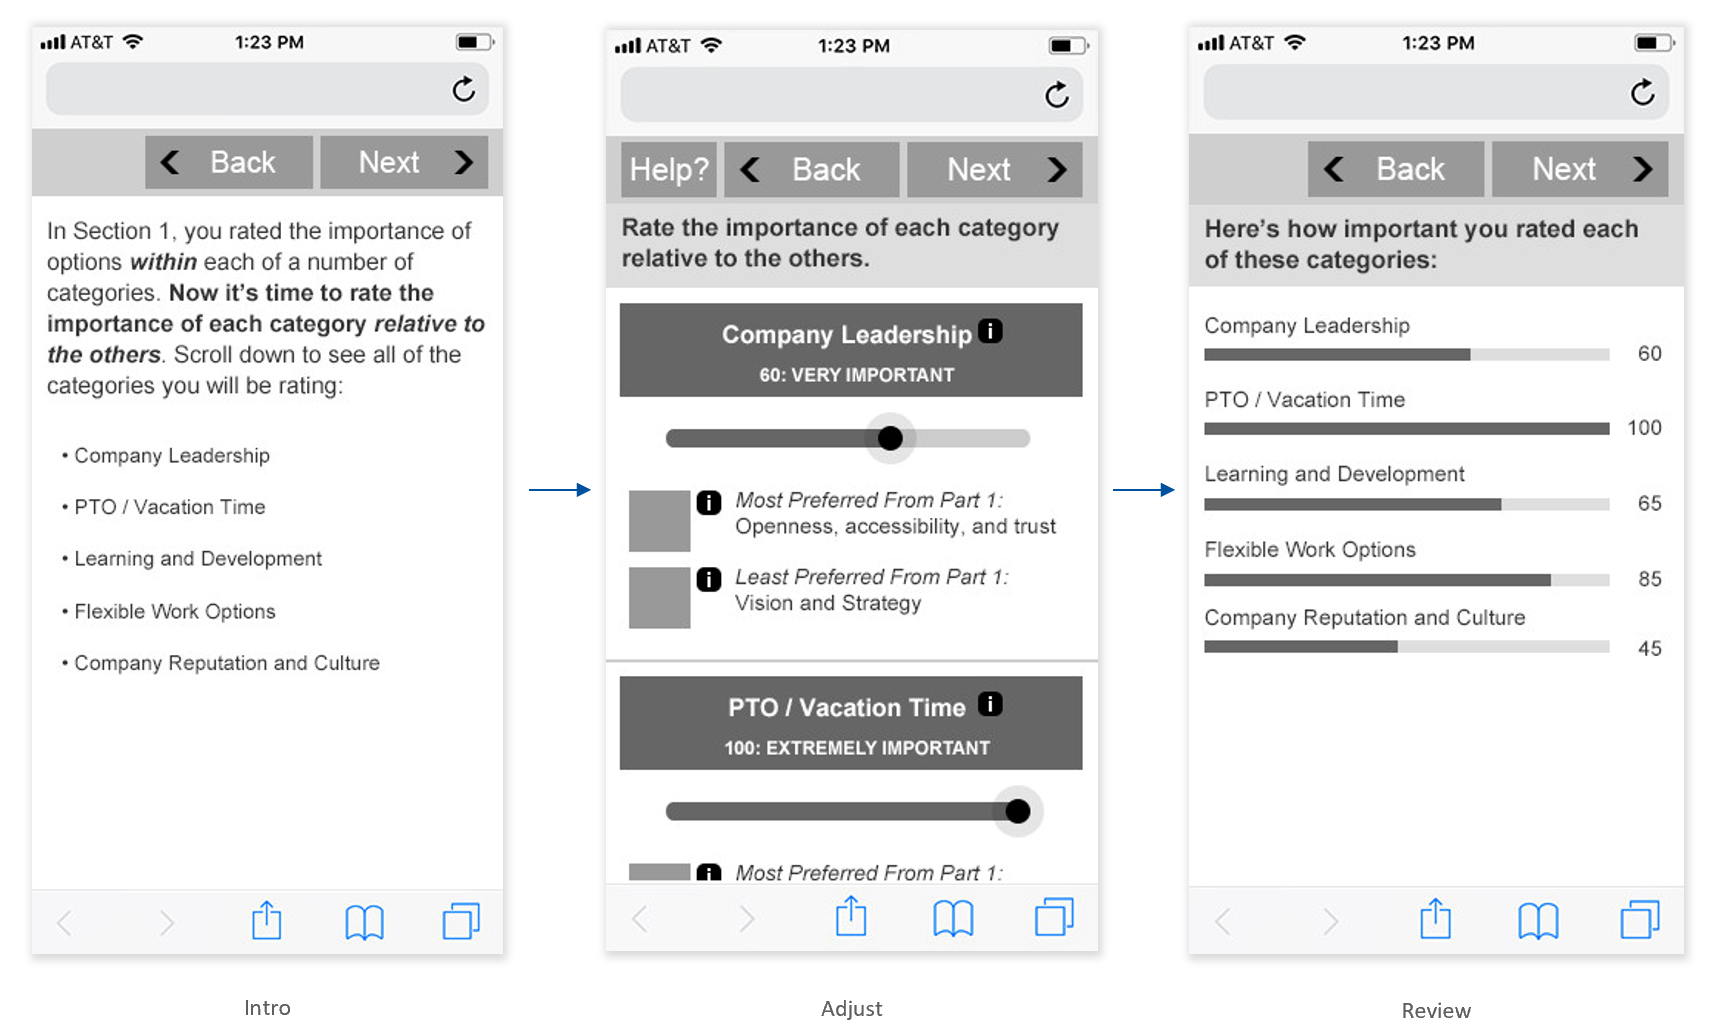 AT&T 1:23 PM
Back Next
In Section 1, you rated the importance of
options within each of a number of
categories. Now it's time to rate the
importance of each category relative to
the others. Scroll down to see all of the
categories you will be rating:
• Company Leadership
• PTO / Vacation Time
• Learning and Development
• Flexible Work Options
• Company Reputation and Culture
Intro
AT&T 1:23 PM
Help? Back Next
Rate the importance of each category
relative to the others.
Company Leadership i
60: VERY IMPORTANT
i Most Preferred From Part 1:
Openness, accessibility, and trust
i Least Preferred From Part 1:
Vision and Strategy
PTO / Vacation Time i
100: EXTREMELY IMPORTANT
i Most Preferred From Part 1:
Adjust
AT&T 1:23 PM
Back Next
Here's how important you rated each
of these categories:
Company Leadership
60
PTO / Vacation Time
100
Learning and Development
65
Flexible Work Options
85
Company Reputation and Culture
45
Review